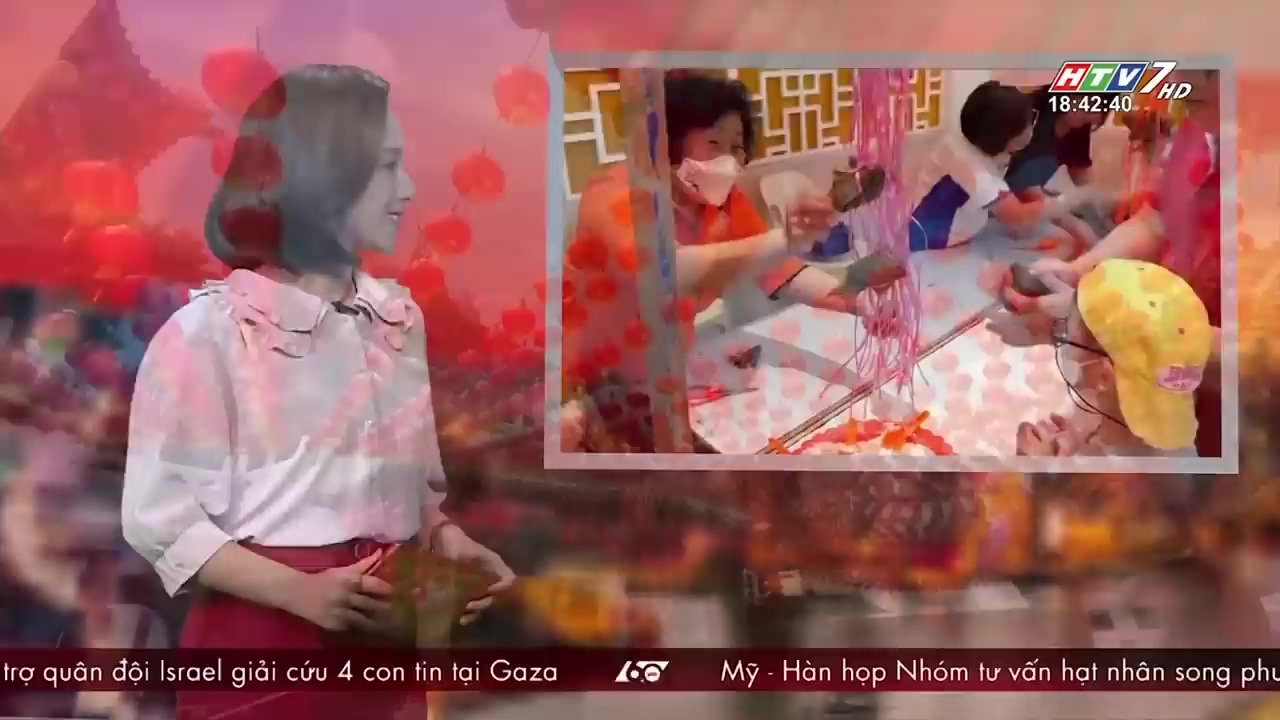 HTV7 HD
18:42:40
trợ quân đội Israel giải cứu 4 con tin tại Gaza
Mỹ - Hàn họp Nhóm tư vấn hạt nhân song